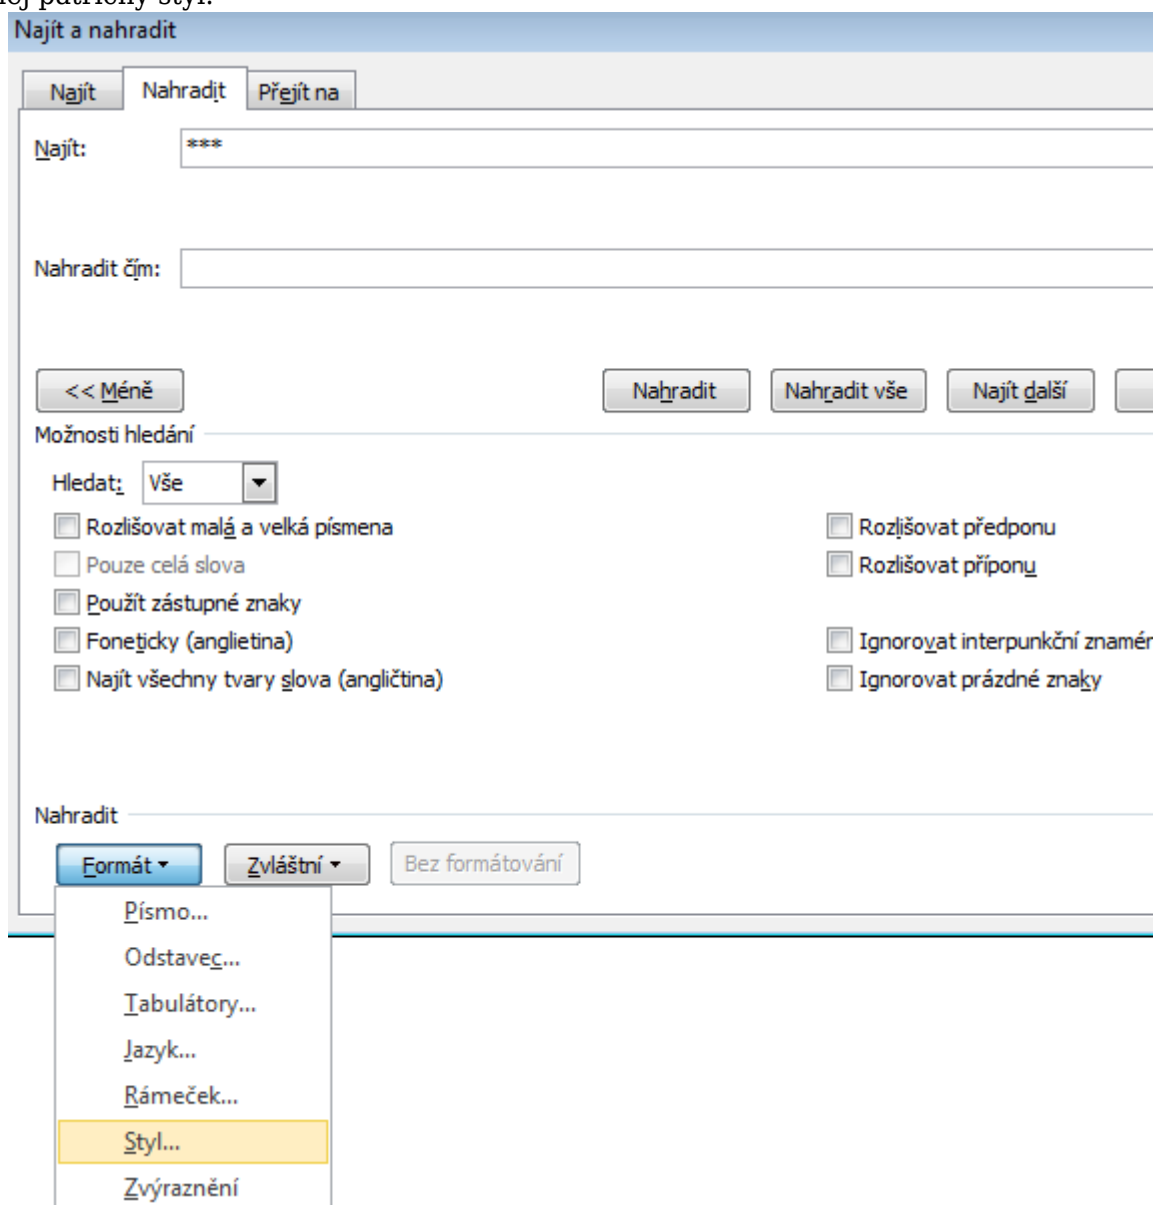 patřičný styl.
Najít a nahradit
Najít Nahradit Přejít na
Najít: ***
Nahradit čím:
<< Méně Nahradit Nahradit vše Najít další
Možnosti hledání
Hledat: Vše
Rozlišovat malá a velká písmena Rozlišovat předponu
Pouze celá slova Rozlišovat příponu
Použít zástupné znaky
Foneticky (anglietina) Ignorovat interpunkční
Najít všechny tvary slova (angličtina) Ignorovat prázdné znaky
Nahradit
Formát Zvláštní Bez formátování
Písmo...
Odstavec...
Tabulátory...
Jazyk...
Rámeček...
Styl...
Zvýraznění